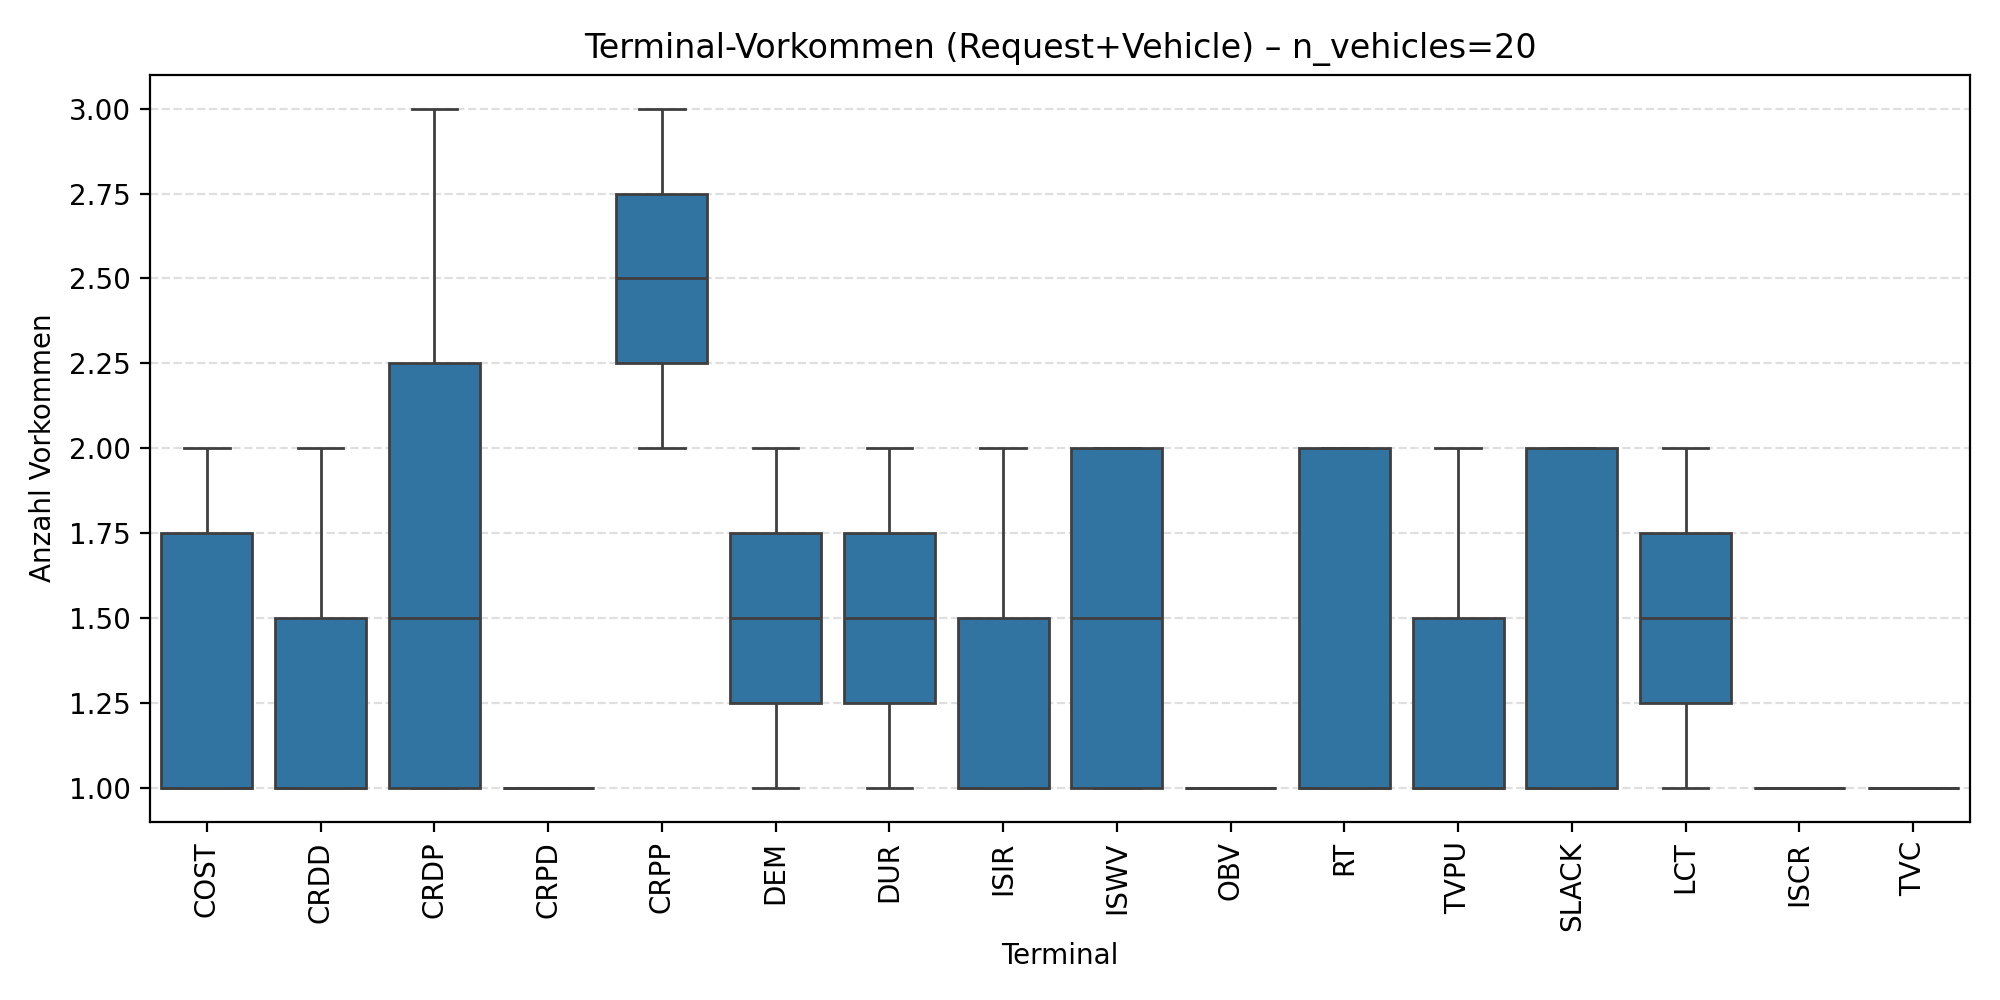 Terminal-Vorkommen (Request+Vehicle) – n_vehicles=20
Anzahl Vorkommen
3.00
2.75
2.50
2.25
2.00
1.75
1.50
1.25
1.00
COST
CRDD
CRDP
CRPD
CRPP
DEM
DUR
ISIR
ISWV
OBV
RT
TVPU
SLACK
LCT
ISCR
TVC
Terminal